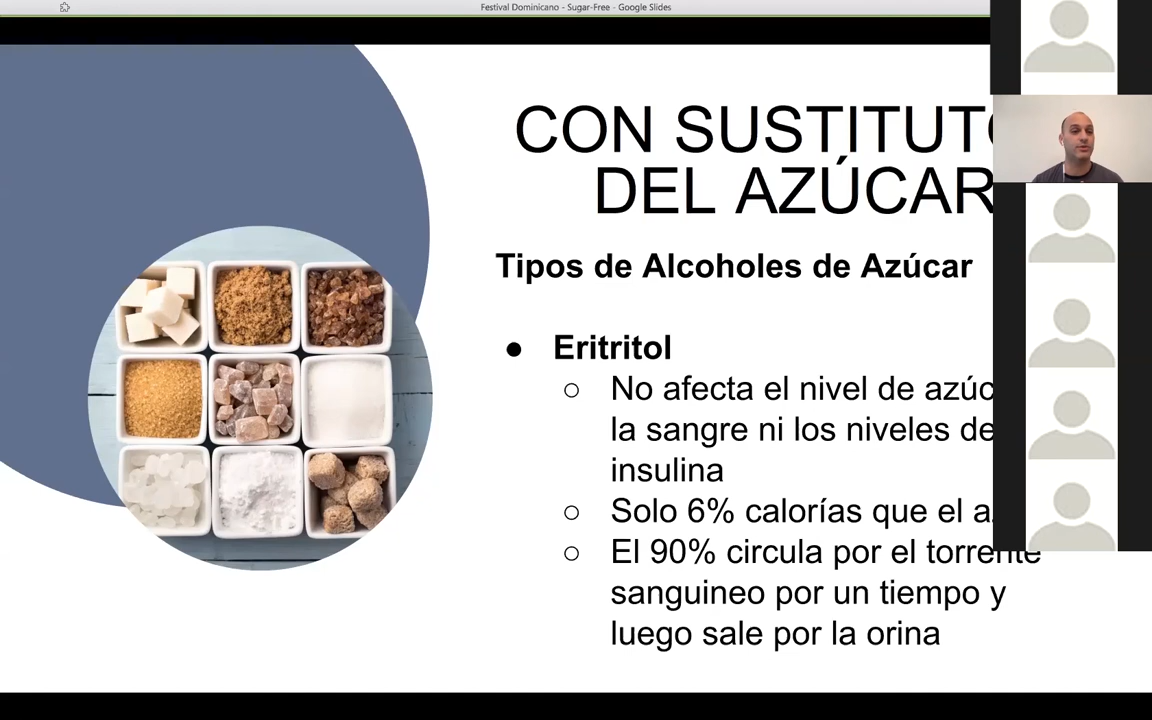 Festival Dominicano - Sugar-Free - Google Slides
CON
DEL AZÚCAR
Tipos de Alcoholes de Azúcar
● Eritritol
○ No afecta el nivel de
la sangre ni los niveles de
insulina
○ Solo 6% calorías que el
○ El 90% circula por el torrente
sanguineo por un tiempo y
luego sale por la orina